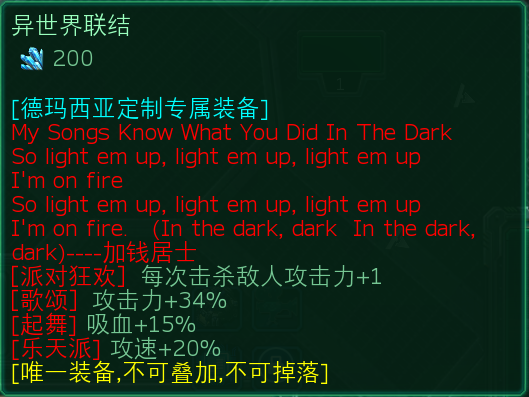 异世界联结
200
[德玛西亚定制专属装备]
My Songs Know What You Did In The Dark
So light em up, light em up, light em up
I'm on fire
So light em up, light em up, light em up
I'm on fire.   (In the dark, dark  In the dark,
dark)----加钱居士.
[派对狂欢] 每次击杀敌人攻击力+1
[歌颂] 攻击力+34%
[起舞] 吸血+15%
[乐天派] 攻速+20%
[唯一装备,不可叠加,不可掉落]